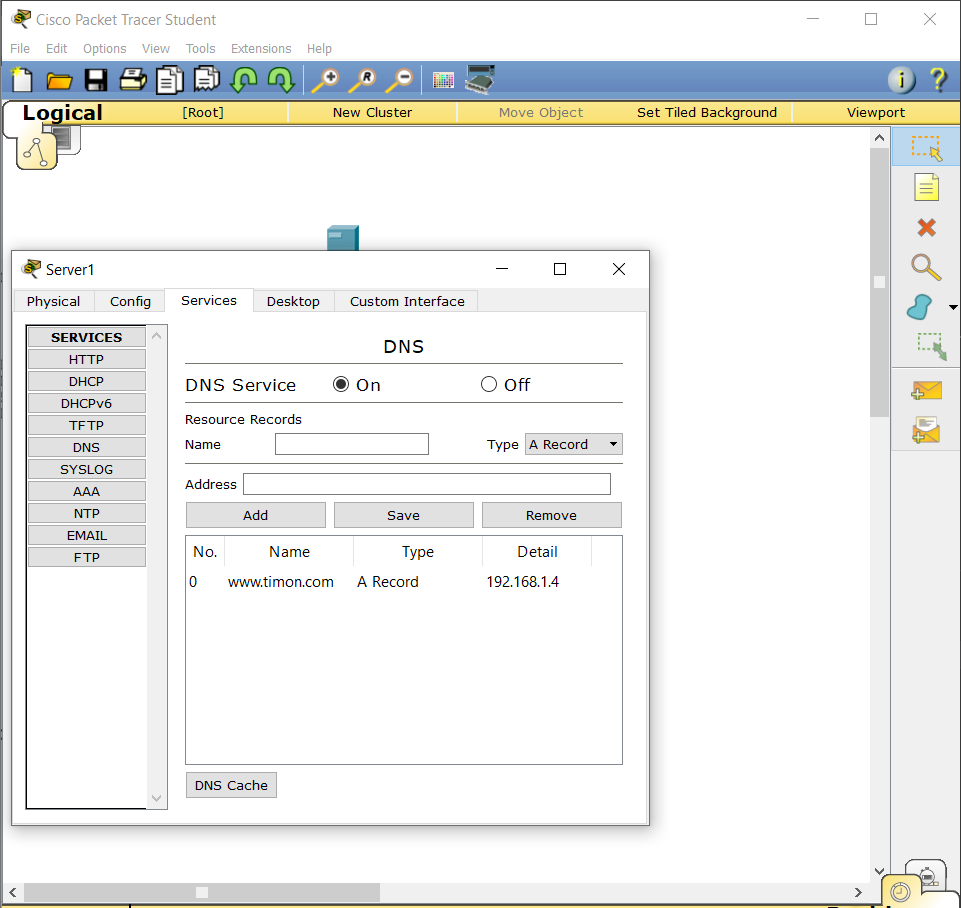 Cisco Packet Tracer Student
File Edit Options View Tools Extensions Help
Logical [Root] New Cluster Move Object Set Tiled Background Viewport
Server1
Physical Config Services Desktop Custom Interface
SERVICES
HTTP
DHCP
DHCPv6
TFTP
DNS
SYSLOG
AAA
NTP
EMAIL
FTP
DNS
DNS Service On Off
Resource Records
Name Type A Record
Address
Add Save Remove
No. Name Type Detail
0 www.timon.com A Record 192.168.1.4
DNS Cache